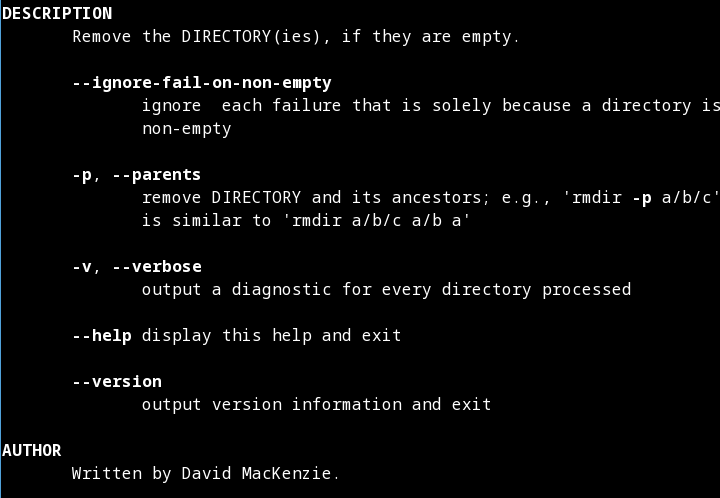 DESCRIPTION
Remove the DIRECTORY(ies), if they are empty.
--ignore-fail-on-non-empty
ignore  each failure that is solely because a directory is
non-empty
-p, --parents
remove DIRECTORY and its ancestors; e.g., 'rmdir -p a/b/c'
is similar to 'rmdir a/b/c a/b a'
-v, --verbose
output a diagnostic for every directory processed
--help display this help and exit
--version
output version information and exit
AUTHOR
Written by David MacKenzie.